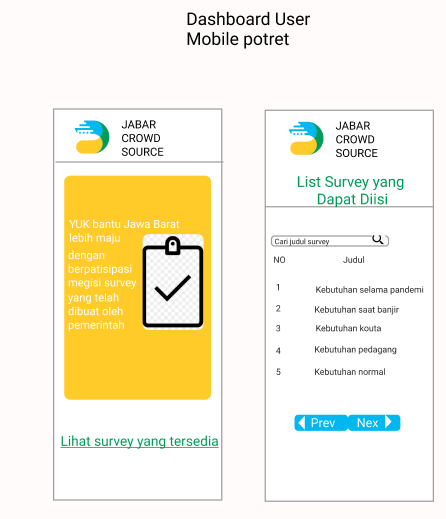 Dashboard User
Mobile potret
JABAR
CROWD
SOURCE
YUK bantu Jawa Barat
lebih maju
dengan
berpatisipasi
megisi survey
yang telah
dibuat oleh
pemerintah
Lihat survey yang tersedia
JABAR
CROWD
SOURCE
List Survey yang
Dapat Diisi
Cari judul survey
NO Judul
1 Kebutuhan selama pandemi
2 Kebutuhan saat banjir
3 Kebutuhan kouta
4 Kebutuhan pedagang
5 Kebutuhan normal
Prev Nex